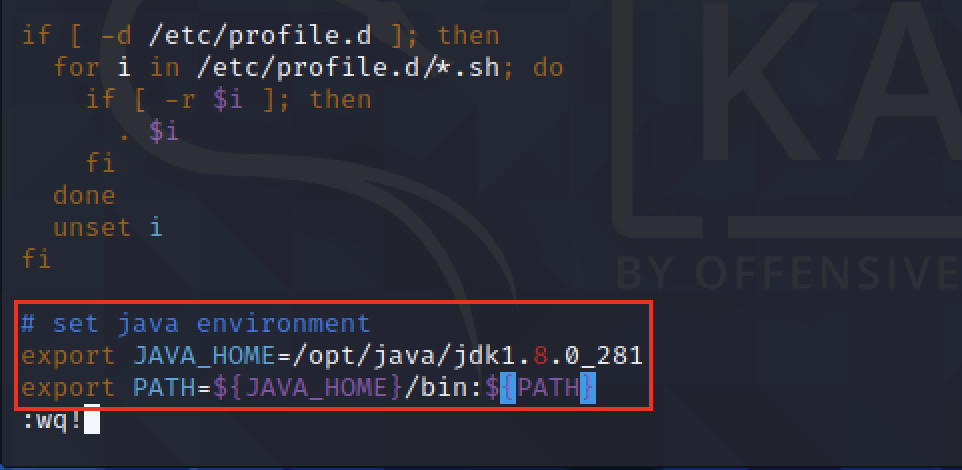 if [ -d /etc/profile.d ]; then
  for i in /etc/profile.d/*.sh; do
    if [ -r $i ]; then
      . $i
    fi
  done
  unset i
fi
KA
BY OFFENSIVE
# set java environment
export JAVA_HOME=/opt/java/jdk1.8.0_281
export PATH=${JAVA_HOME}/bin:${PATH}
:wq!